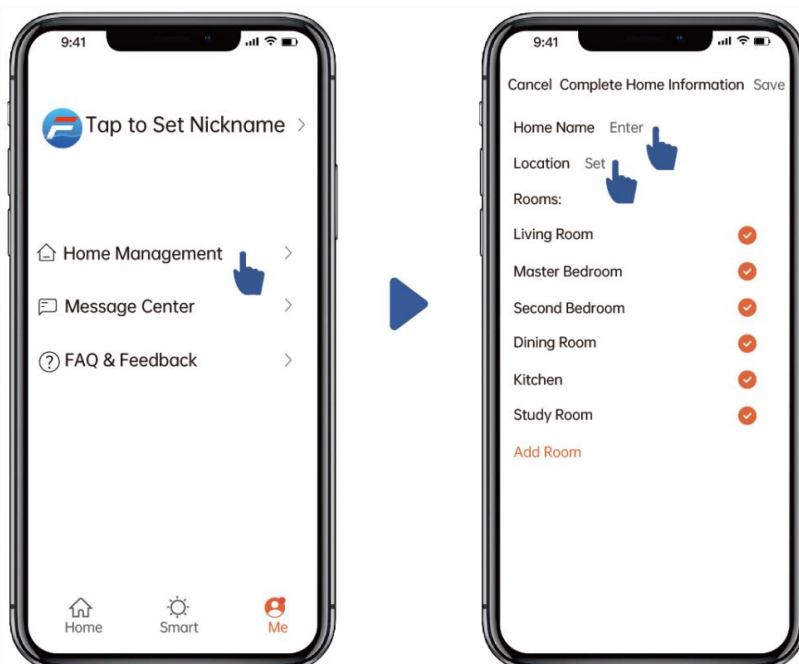 9:41
Tap to Set Nickname
Home Management
Message Center
FAQ & Feedback
Home Smart Me
9:41
Cancel Complete Home Information Save
Home Name Enter
Location Set
Rooms:
Living Room
Master Bedroom
Second Bedroom
Dining Room
Kitchen
Study Room
Add Room